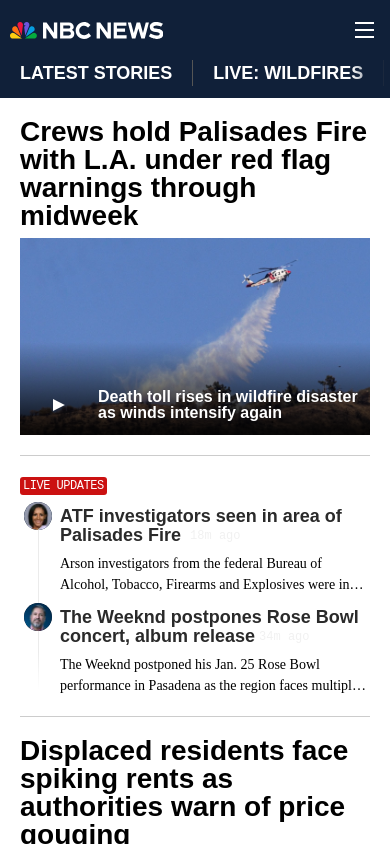 NBC NEWS
LATEST STORIES
LIVE: WILDFIRES
Crews hold Palisades Fire
with L.A. under red flag
warnings through
midweek
Death toll rises in wildfire disaster
as winds intensify again
LIVE UPDATES
ATF investigators seen in area of
Palisades Fire 18m ago
Arson investigators from the federal Bureau of
Alcohol, Tobacco, Firearms and Explosives were in…
The Weeknd postpones Rose Bowl
concert, album release 34m ago
The Weeknd postponed his Jan. 25 Rose Bowl
performance in Pasadena as the region faces multipl…
Displaced residents face
spiking rents as
authorities warn of price
gouging